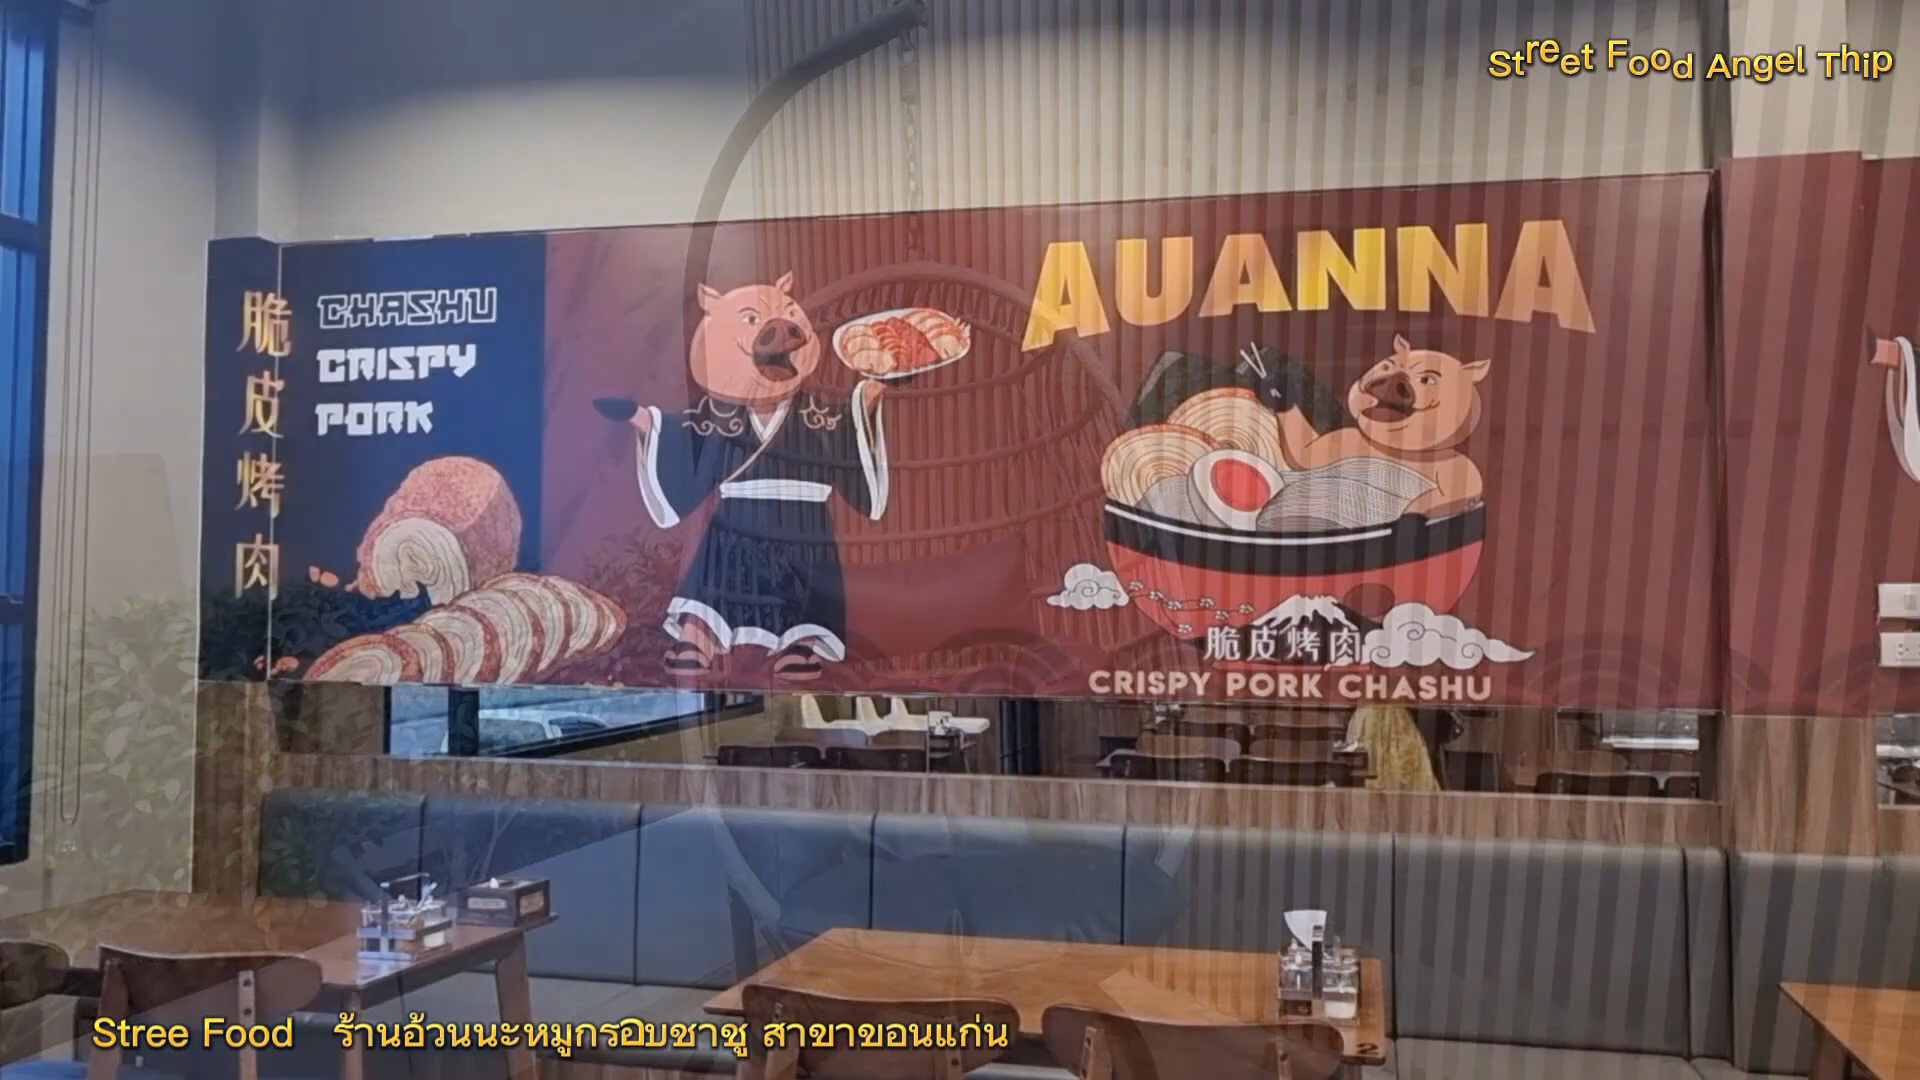 Street Food Angel Thip
AUANNA
脆皮烤肉
CHASHU
CRISPY
PORK
脆皮烤肉
CRISPY PORK CHASHU
2
Stree Food ร้านอ้วนนะหมูกรอบชาชู สาขาขอนแก่น